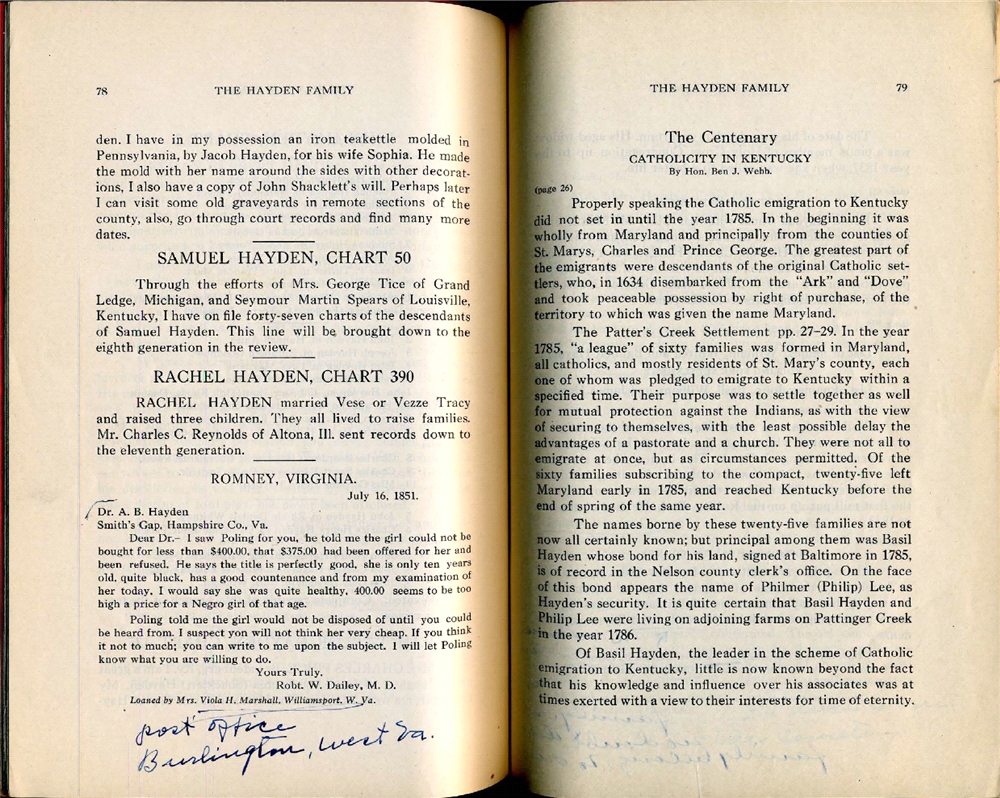 78
THE HAYDEN FAMILY
den. I have in my possession an iron teakettle molded in
Pennsylvania, by Jacob Hayden, for his wife Sophia. He made
the mold with her name around the sides with other decorat-
ions, I also have a copy of John Shacklett's will. Perhaps later
I can visit some old graveyards in remote sections of the
county, also, go through court records and find many more
dates.
SAMUEL HAYDEN, CHART 50
Through the efforts of Mrs. George Tice of Grand
Ledge, Michigan, and Seymour Martin Spears of Louisville,
Kentucky, I have on file forty-seven charts of the descendants
of Samuel Hayden. This line will be brought down to the
eighth generation in the review.
RACHEL HAYDEN, CHART 390
RACHEL HAYDEN married Vese or Vezze Tracy
and raised three children. They all lived to raise families.
Mr. Charles C. Reynolds of Altona, Ill. sent records down to
the eleventh generation.
ROMNEY, VIRGINIA.
July 16, 1851.
Dr. A. B. Hayden
Smith's Gap, Hampshire Co., Va.
Dear Dr.- I saw Poling for you, he told me the girl could not be
bought for less than $400.00, that $375.00 had been offered for her and
been refused. He says the title is perfectly good, she is only ten years
old, quite black, has a good countenance and from my examination of
her today, I would say she was quite healthy, 400.00 seems to be too
high a price for a Negro girl of that age.
Poling told me the girl would not be disposed of until you could
be heard from. I suspect yon will not think her very cheap. If you think
it not to much; you can write to me upon the subject. I will let Poling
know what you are willing to do.
Yours Truly.
Robt. W. Dailey, M. D.
Loaned by Mrs. Viola H. Marshall, Williamsport, W. Va.
post office
Burlington, West Va.
THE HAYDEN FAMILY
79
The Centenary
CATHOLICITY IN KENTUCKY
By Hon. Ben J. Webb.
(page 26)
Properly speaking the Catholic emigration to Kentucky
did not set in until the year 1785. In the beginning it was
wholly from Maryland and principally from the counties of
St. Marys, Charles and Prince George. The greatest part of
the emigrants were descendants of the original Catholic set-
tlers, who, in 1634 disembarked from the "Ark" and "Dove"
and took peaceable possession by right of purchase, of the
territory to which was given the name Maryland.
The Patter's Creek Settlement pp. 27-29. In the year
1785, "a league" of sixty families was formed in Maryland,
all catholics, and mostly residents of St. Mary's county, each
one of whom was pledged to emigrate to Kentucky within a
specified time. Their purpose was to settle together as well
for mutual protection against the Indians, as with the view
of securing to themselves, with the least possible delay the
advantages of a pastorate and a church. They were not all to
emigrate at once, but as circumstances permitted. Of the
sixty families subscribing to the compact, twenty-five left
Maryland early in 1785, and reached Kentucky before the
end of spring of the same year.
The names borne by these twenty-five families are not
now all certainly known; but principal among them was Basil
Hayden whose bond for his land, signed at Baltimore in 1785,
is of record in the Nelson county clerk's office. On the face
of this bond appears the name of Philmer (Philip) Lee, as
Hayden's security. It is quite certain that Basil Hayden and
Philip Lee were living on adjoining farms on Pattinger Creek
in the year 1786.
Of Basil Hayden, the leader in the scheme of Catholic
emigration to Kentucky, little is now known beyond the fact
that his knowledge and influence over his associates was at
times exerted with a view to their interests for time of eternity.